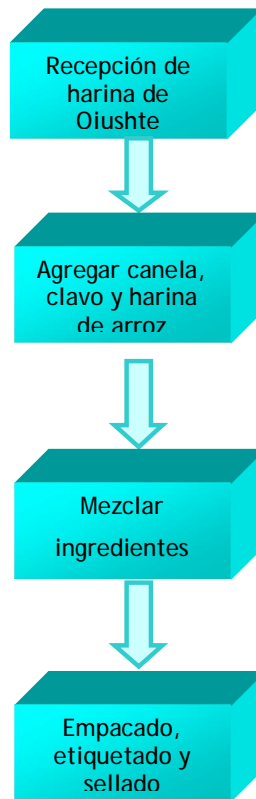 Recepción de
harina de
Oiushte
Agregar canela,
clavo y harina
de arroz
Mezclar
ingredientes
Empacado,
etiquetado y
sellado